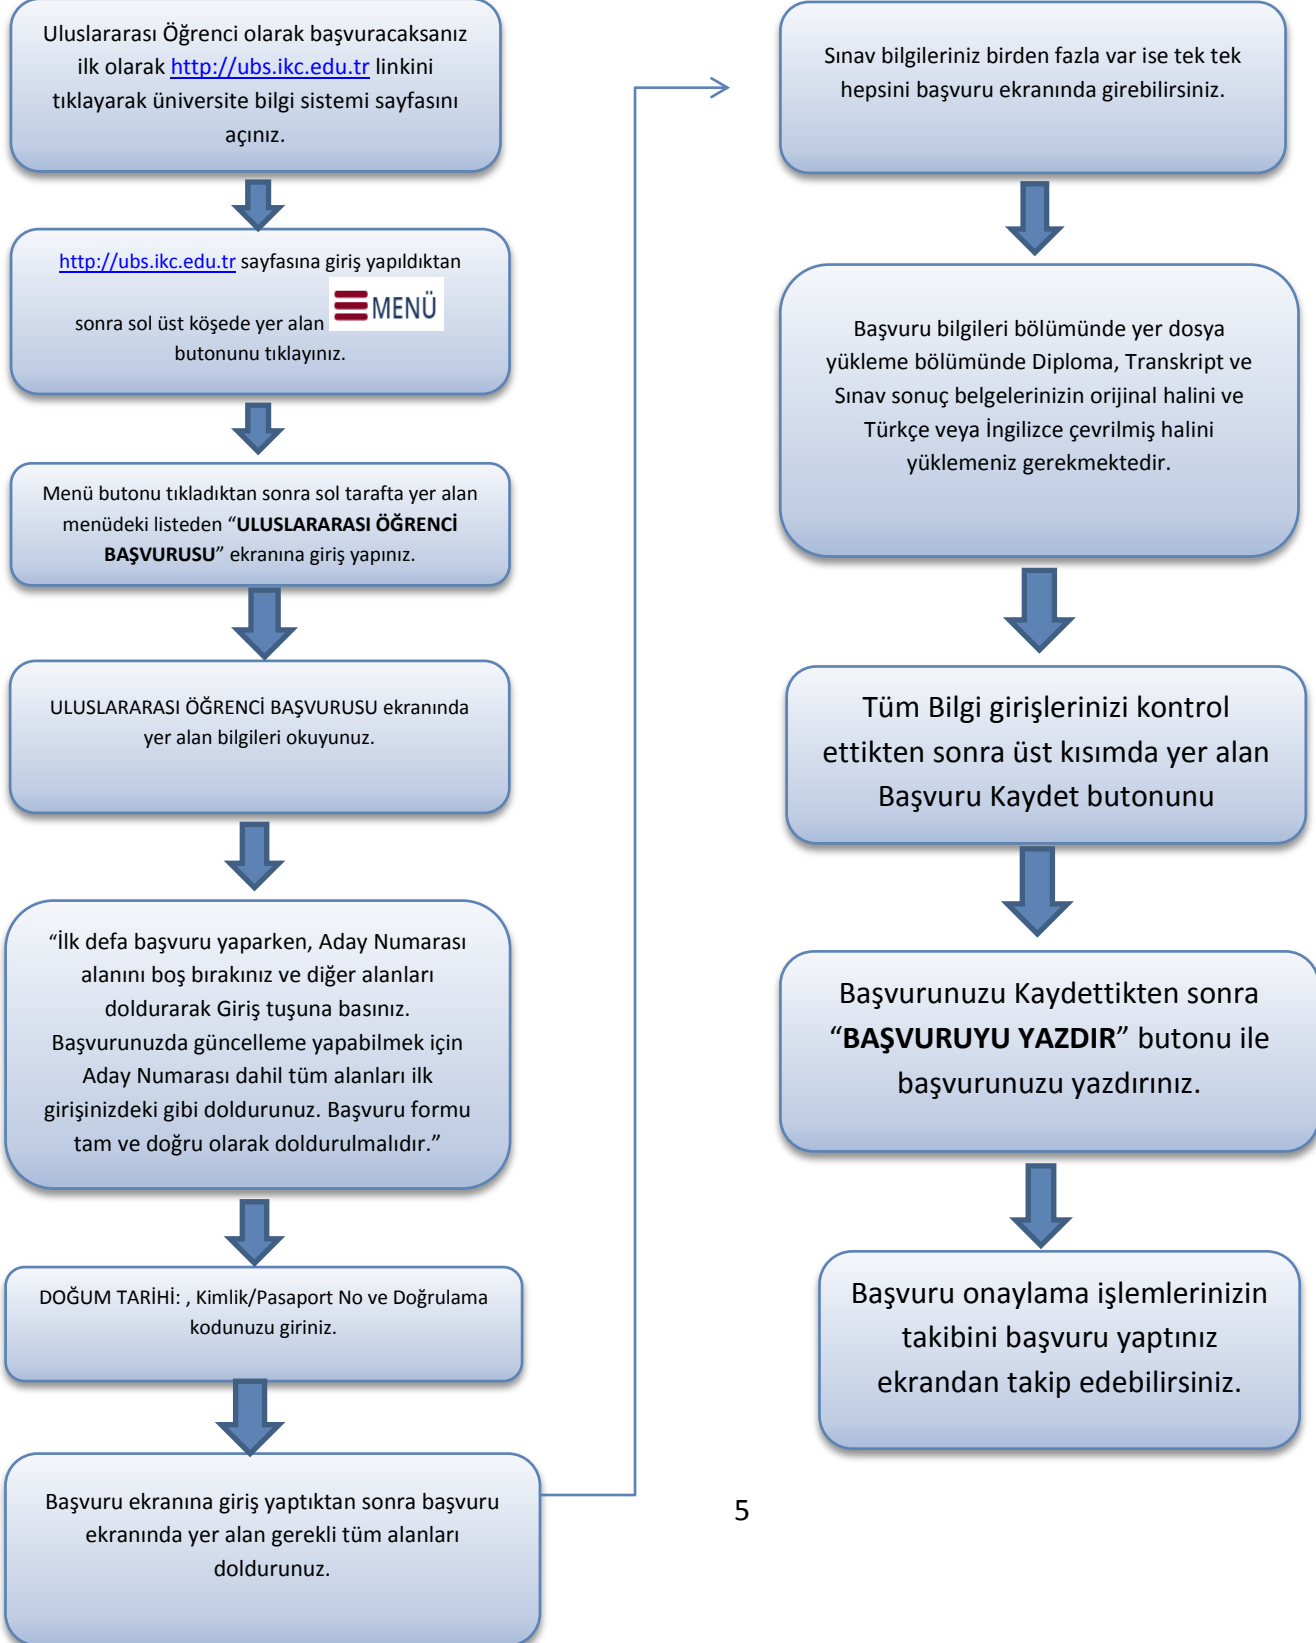 Uluslararası Öğrenci olarak başvuracaksanız
ilk olarak http://ubs.ikc.edu.tr linkini
tıklayarak üniversite bilgi sistemi sayfasını
açınız.
http://ubs.ikc.edu.tr sayfasına giriş yapıldıktan
sonra sol üst köşede yer alan MENÜ
butonunu tıklayınız.
Menü butonu tıkladıktan sonra sol tarafta yer alan
menüdeki listeden “ULUSLARARASI ÖĞRENCİ
BAŞVURUSU” ekranına giriş yapınız.
ULUSLARARASI ÖĞRENCİ BAŞVURUSU ekranında
yer alan bilgileri okuyunuz.
“İlk defa başvuru yaparken, Aday Numarası
alanını boş bırakınız ve diğer alanları
doldurarak Giriş tuşuna basınız.
Başvurunuzda güncelleme yapabilmek için
Aday Numarası dahil tüm alanları ilk
girişinizdeki gibi doldurunuz. Başvuru formu
tam ve doğru olarak doldurulmalıdır.”
DOĞUM TARİHİ: , Kimlik/Pasaport No ve Doğrulama
kodunuzu giriniz.
Başvuru ekranına giriş yaptıktan sonra başvuru
ekranında yer alan gerekli tüm alanları
doldurunuz.
Sınav bilgileriniz birden fazla var ise tek tek
hepsini başvuru ekranında girebilirsiniz.
Başvuru bilgileri bölümünde yer dosya
yükleme bölümünde Diploma, Transkript ve
Sınav sonuç belgelerinizin orijinal halini ve
Türkçe veya İngilizce çevrilmiş halini
yüklemeniz gerekmektedir.
Tüm Bilgi girişlerinizi kontrol
ettikten sonra üst kısımda yer alan
Başvuru Kaydet butonunu
Başvurunuzu Kaydettikten sonra
“BAŞVURUYU YAZDIR” butonu ile
başvurunuzu yazdırınız.
Başvuru onaylama işlemlerinizin
takibini başvuru yaptınız
ekrandan takip edebilirsiniz.
5